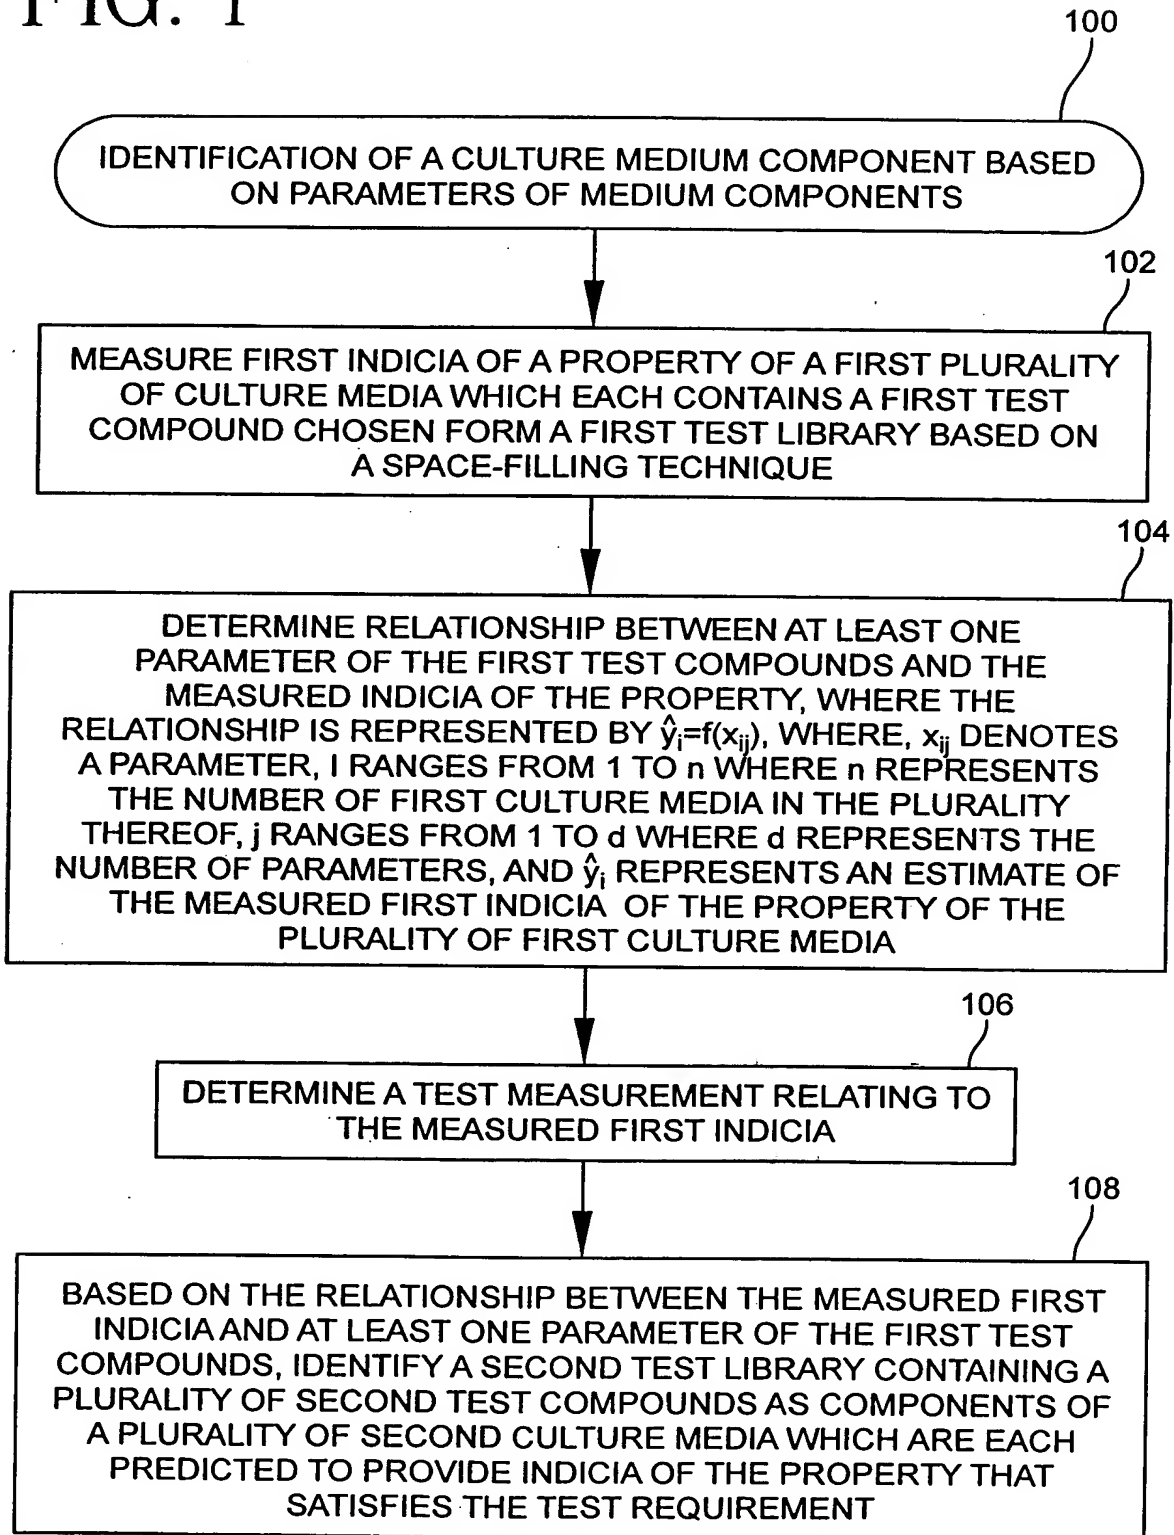 FIG. 1
100
IDENTIFICATION OF A CULTURE MEDIUM COMPONENT BASED
ON PARAMETERS OF MEDIUM COMPONENTS
102
MEASURE FIRST INDICIA OF A PROPERTY OF A FIRST PLURALITY
OF CULTURE MEDIA WHICH EACH CONTAINS A FIRST TEST
COMPOUND CHOSEN FORM A FIRST TEST LIBRARY BASED ON
A SPACE-FILLING TECHNIQUE
104
DETERMINE RELATIONSHIP BETWEEN AT LEAST ONE
PARAMETER OF THE FIRST TEST COMPOUNDS AND THE
MEASURED INDICIA OF THE PROPERTY, WHERE THE
RELATIONSHIP IS REPRESENTED BY ŷᵢ=f(xᵢⱼ), WHERE, xᵢⱼ DENOTES
A PARAMETER, I RANGES FROM 1 TO n WHERE n REPRESENTS
THE NUMBER OF FIRST CULTURE MEDIA IN THE PLURALITY
THEREOF, j RANGES FROM 1 TO d WHERE d REPRESENTS THE
NUMBER OF PARAMETERS, AND ŷᵢ REPRESENTS AN ESTIMATE OF
THE MEASURED FIRST INDICIA OF THE PROPERTY OF THE
PLURALITY OF FIRST CULTURE MEDIA
106
DETERMINE A TEST MEASUREMENT RELATING TO
THE MEASURED FIRST INDICIA
108
BASED ON THE RELATIONSHIP BETWEEN THE MEASURED FIRST
INDICIA AND AT LEAST ONE PARAMETER OF THE FIRST TEST
COMPOUNDS, IDENTIFY A SECOND TEST LIBRARY CONTAINING A
PLURALITY OF SECOND TEST COMPOUNDS AS COMPONENTS OF
A PLURALITY OF SECOND CULTURE MEDIA WHICH ARE EACH
PREDICTED TO PROVIDE INDICIA OF THE PROPERTY THAT
SATISFIES THE TEST REQUIREMENT